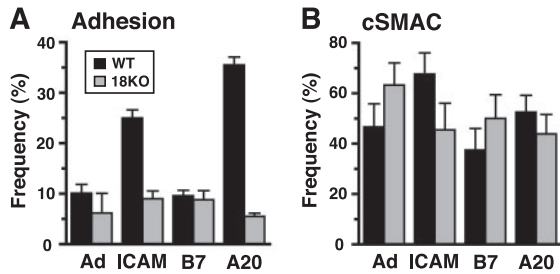 A Adhesion
Frequency (%)
40
30
20
10
0
WT
18KO
Ad ICAM B7 A20
B cSMAC
Frequency (%)
80
60
40
20
0
Ad ICAM B7 A20